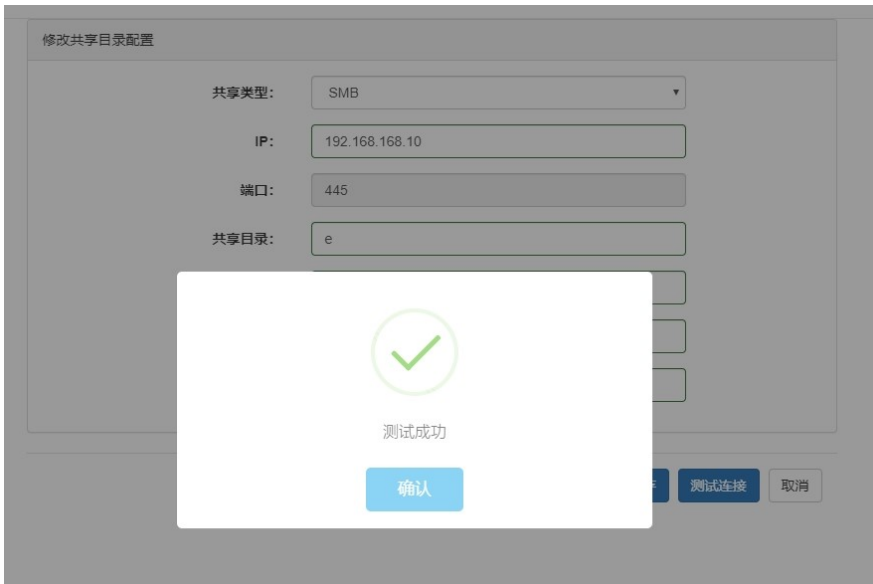 修改共享目录配置
共享类型: SMB
IP: 192.168.168.10
端口: 445
共享目录: e
测试成功
确认
测试连接 取消